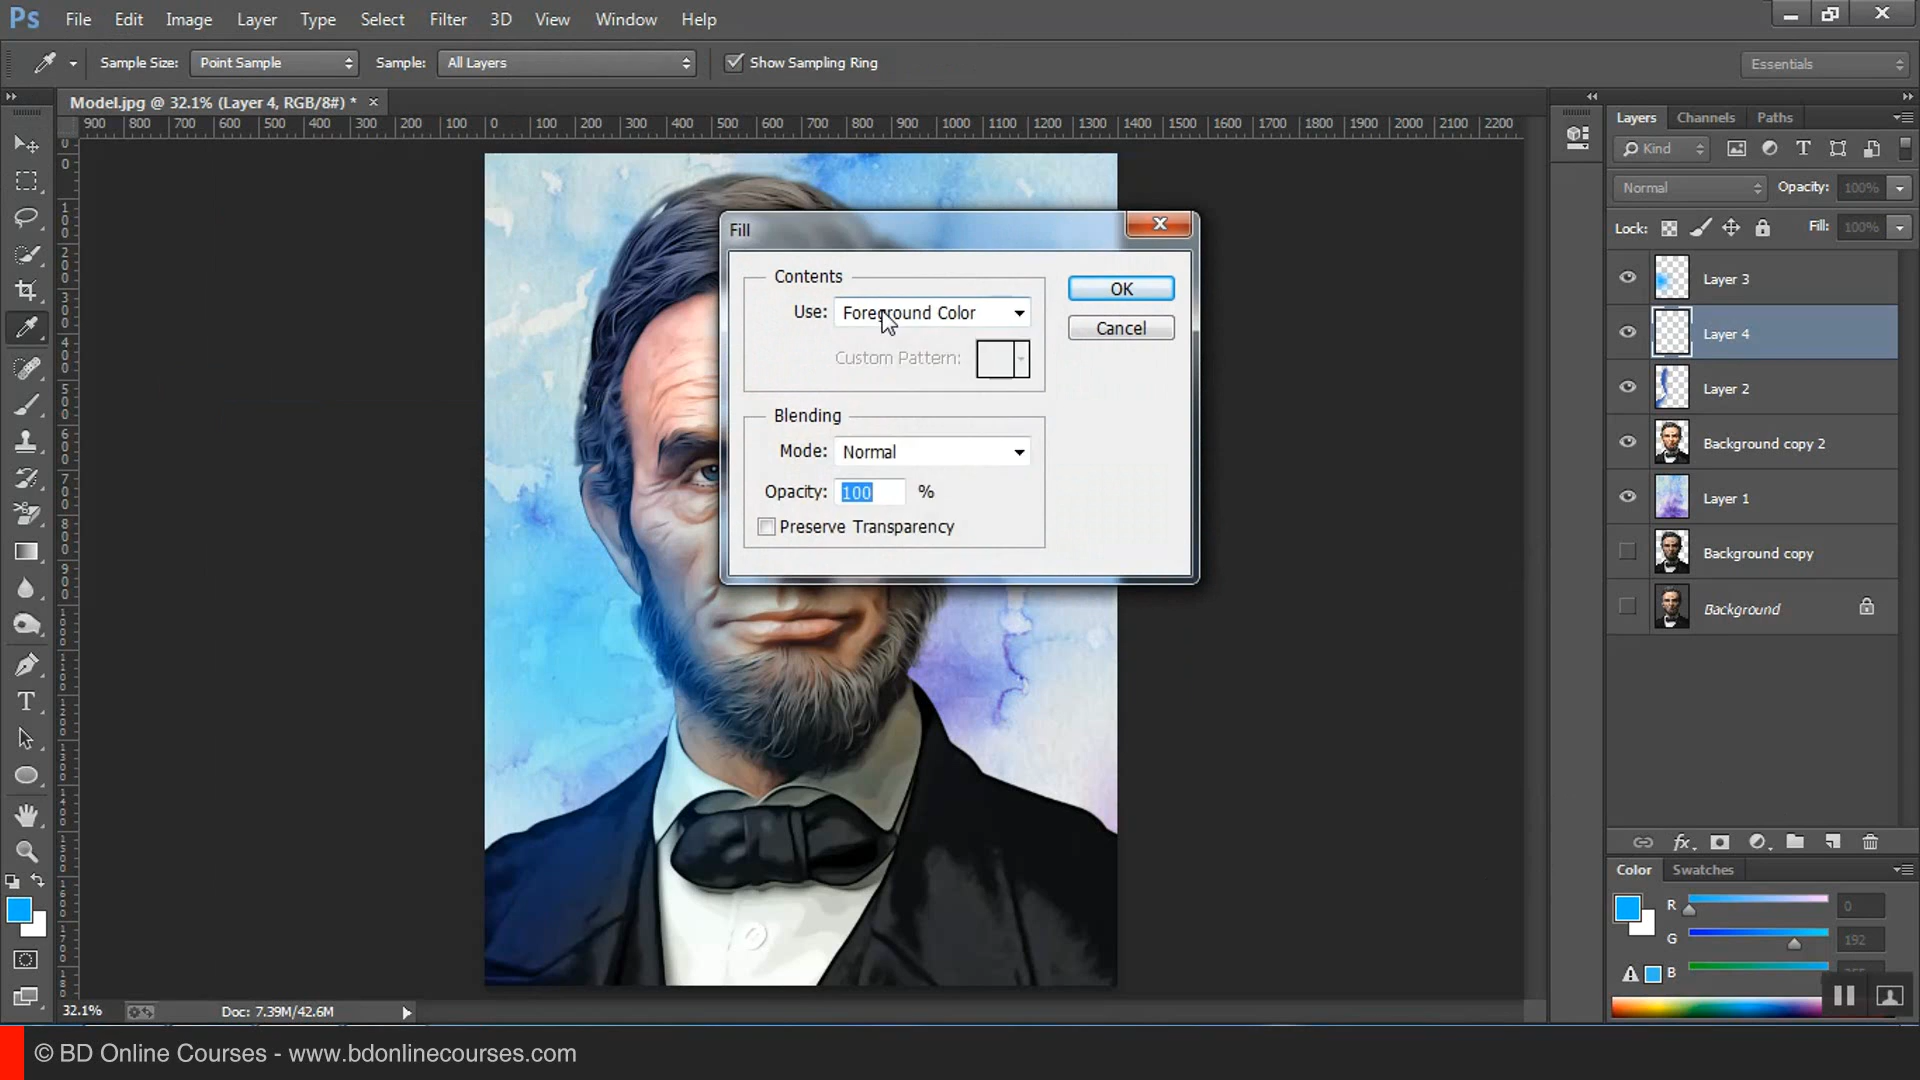 Ps File Edit Image Layer Type Select Filter 3D View Window Help
Sample Size: Point Sample Sample: All Layers Show Sampling Ring Essentials
Model.jpg @ 32.1% (Layer 4, RGB/8#) * ×
900 800 700 600 500 400 300 200 100 0 100 200 300 400 500 600 700 800 900 1000 1100 1200 1300 1400 1500 1600 1700 1800 1900 2000 2100 2200
Layers Channels Paths
Kind
Normal Opacity: 100%
Lock: Fill: 100%
Layer 3
Layer 4
Layer 2
Background copy 2
Layer 1
Background copy
Background
Fill
Contents
Use: Foreground Color
Custom Pattern:
OK
Cancel
Blending
Mode: Normal
Opacity: 100 %
Preserve Transparency
Color Swatches
R 0
G 192
B
32.1% Doc: 7.39M/42.6M
© BD Online Courses - www.bdonlinecourses.com